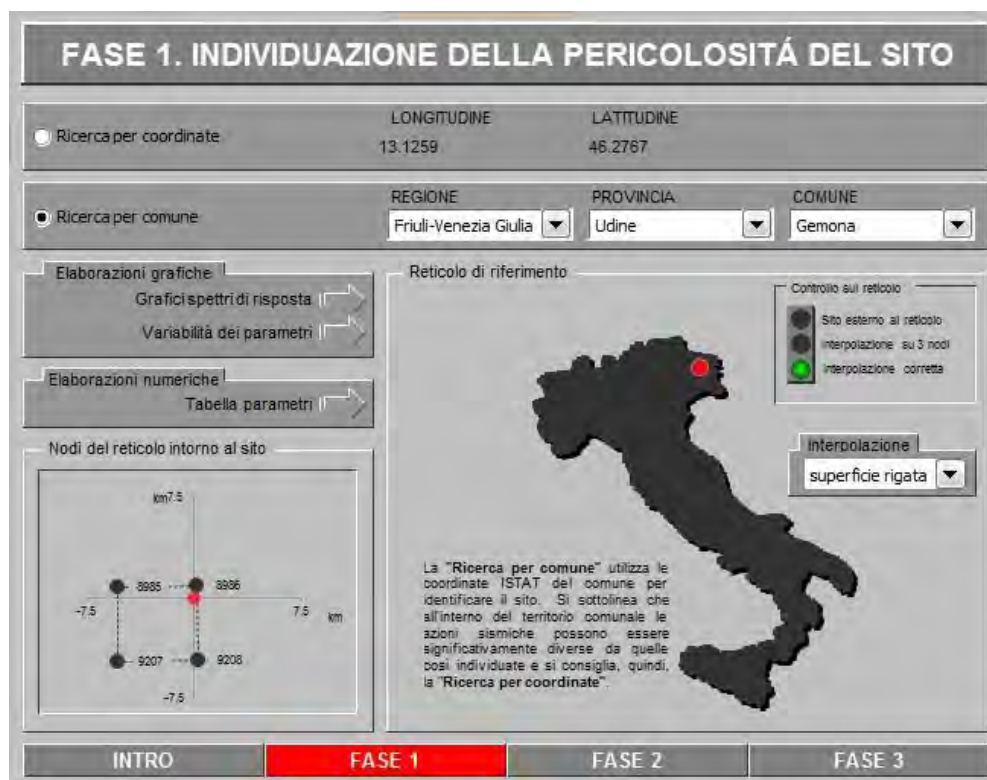 FASE 1. INDIVIDUAZIONE DELLA PERICOLOSITÁ DEL SITO
Ricerca per coordinate
LONGITUDINE
LATITUDINE
13.1259
46.2767
Ricerca per comune
REGIONE
PROVINCIA
COMUNE
Friuli-Venezia Giulia
Udine
Gemona
Elaborazioni grafiche
Grafici spettri di risposta
Variabilità dei parametri
Elaborazioni numeriche
Tabella parametri
Nodi del reticolo intorno al sito
km 7.5
8985
8986
-7.5
7.5 km
9207
9208
-7.5
Reticolo di riferimento
Controllo sul reticolo
Sito esterno al reticolo
Interpolazione su 3 nodi
Interpolazione corretta
Interpolazione
superficie rigata
La "Ricerca per comune" utilizza le
coordinate ISTAT del comune per
identificare il sito. Si sottolinea che
all'interno del territorio comunale le
azioni sismiche possono essere
significativamente diverse da quelle
così individuate e si consiglia, quindi,
la "Ricerca per coordinate".
INTRO
FASE 1
FASE 2
FASE 3